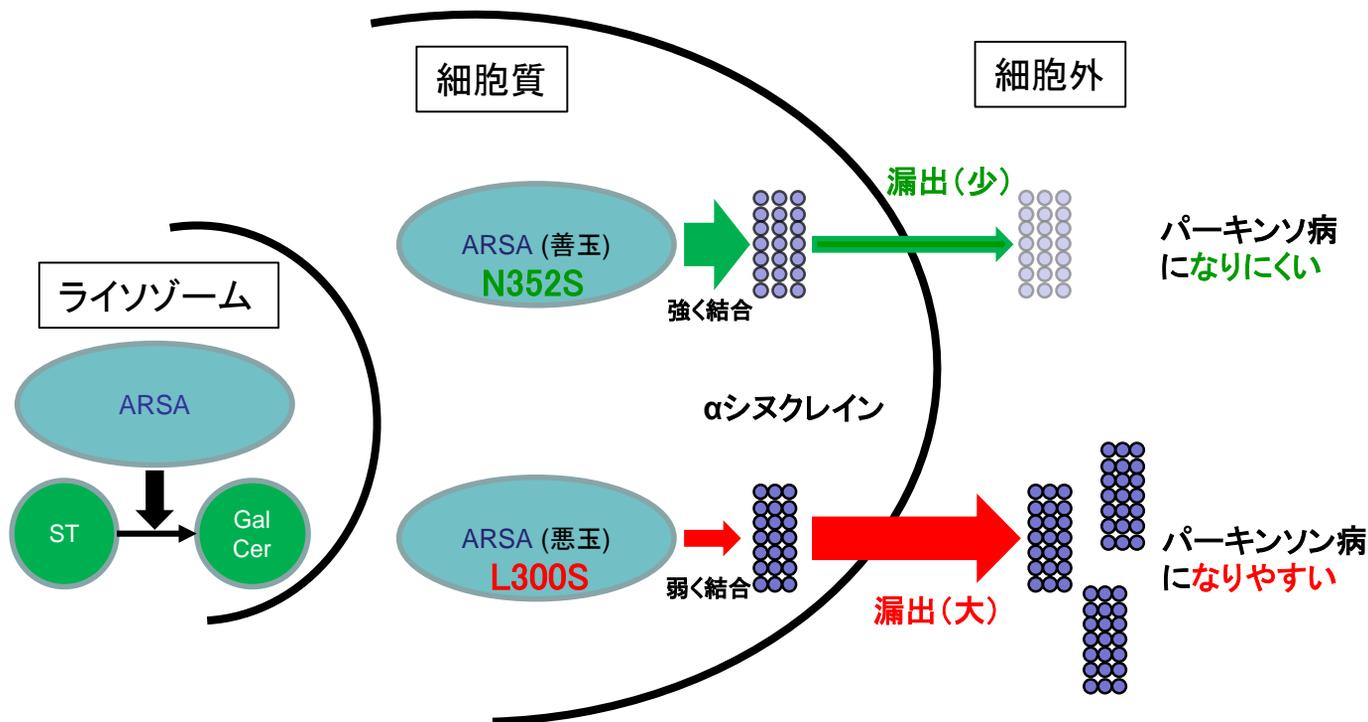 細胞質
細胞外
漏出（少）
ARSA (善玉)
N352S
強く結合
パーキンソ病
になりにくい
ライソゾーム
ARSA
ST
Gal
Cer
αシヌクレイン
ARSA (悪玉)
L300S
弱く結合
漏出（大）
パーキンソン病
になりやすい